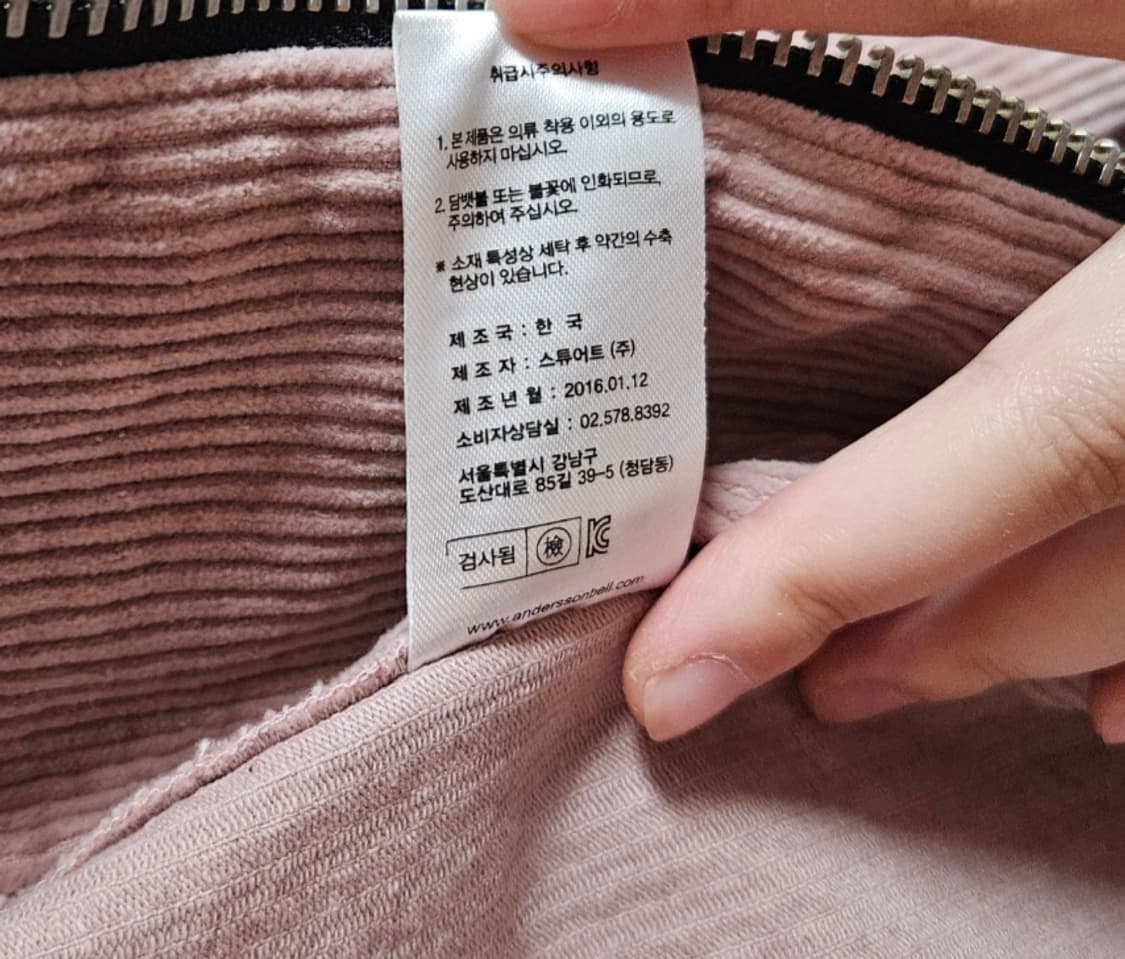 취급시주의사항
1. 본 제품은 의류 착용 이외의 용도로
사용하지 마십시오.
2. 담뱃불 또는 불꽃에 인화되므로,
주의하여 주십시오.
※ 소재 특성상 세탁 후 약간의 수축
현상이 있습니다.
제 조 국 : 한 국
제 조 자 : 스튜어트 (주)
제 조 년 월 : 2016.01.12
소비자상담실 : 02.578.8392
서울특별시 강남구
도산대로 85길 39-5 (청담동)
검사됨 檢 KC
www.anderssonbell.com